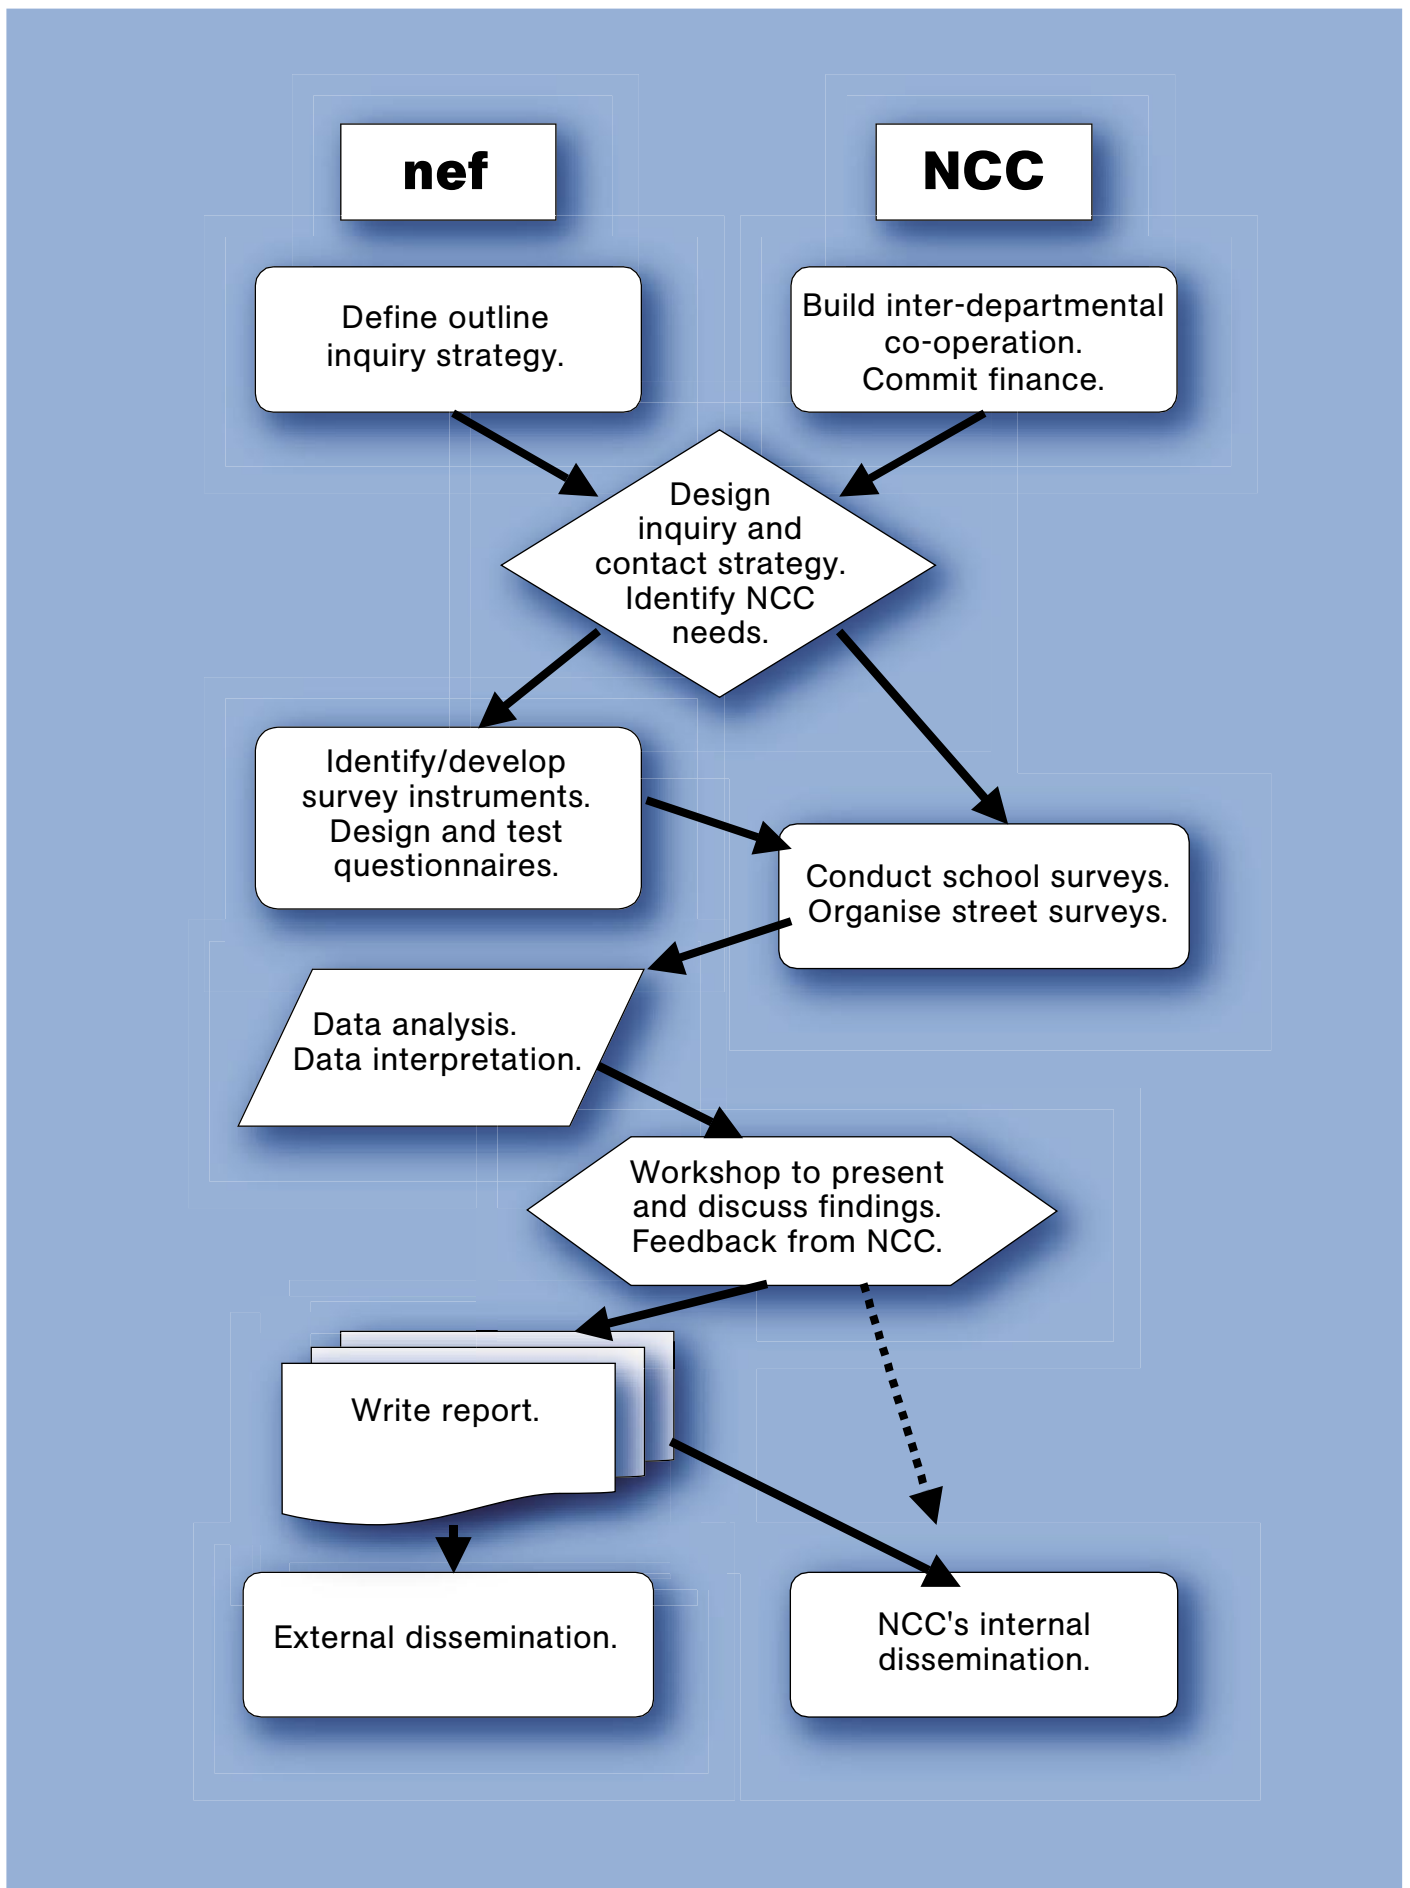 nef
NCC
Define outline
inquiry strategy.
Build inter-departmental
co-operation.
Commit finance.
Design
inquiry and
contact strategy.
Identify NCC
needs.
Identify/develop
survey instruments.
Design and test
questionnaires.
Conduct school surveys.
Organise street surveys.
Data analysis.
Data interpretation.
Workshop to present
and discuss findings.
Feedback from NCC.
Write report.
External dissemination.
NCC's internal
dissemination.